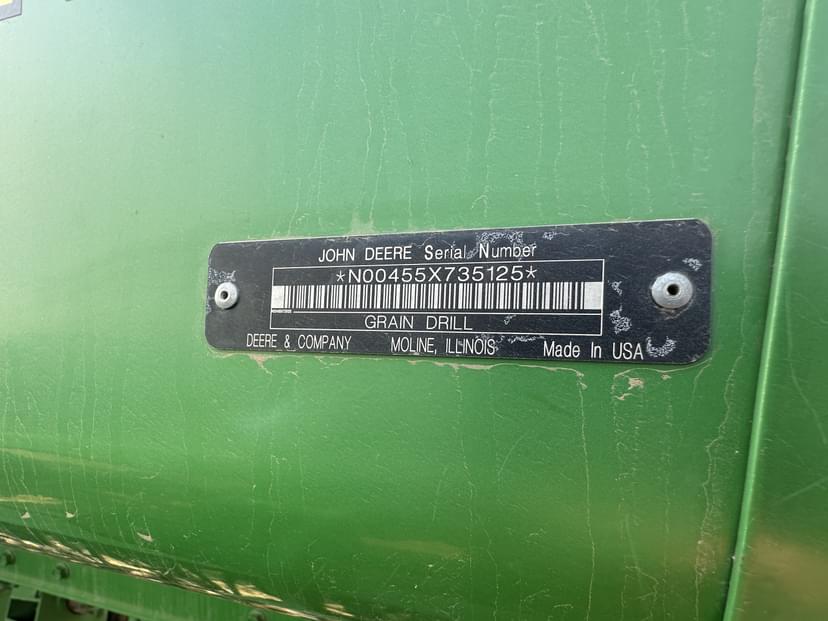 JOHN DEERE Serial Number
*N00455X735125*
GRAIN DRILL
DEERE & COMPANY MOLINE, ILLINOIS Made In USA